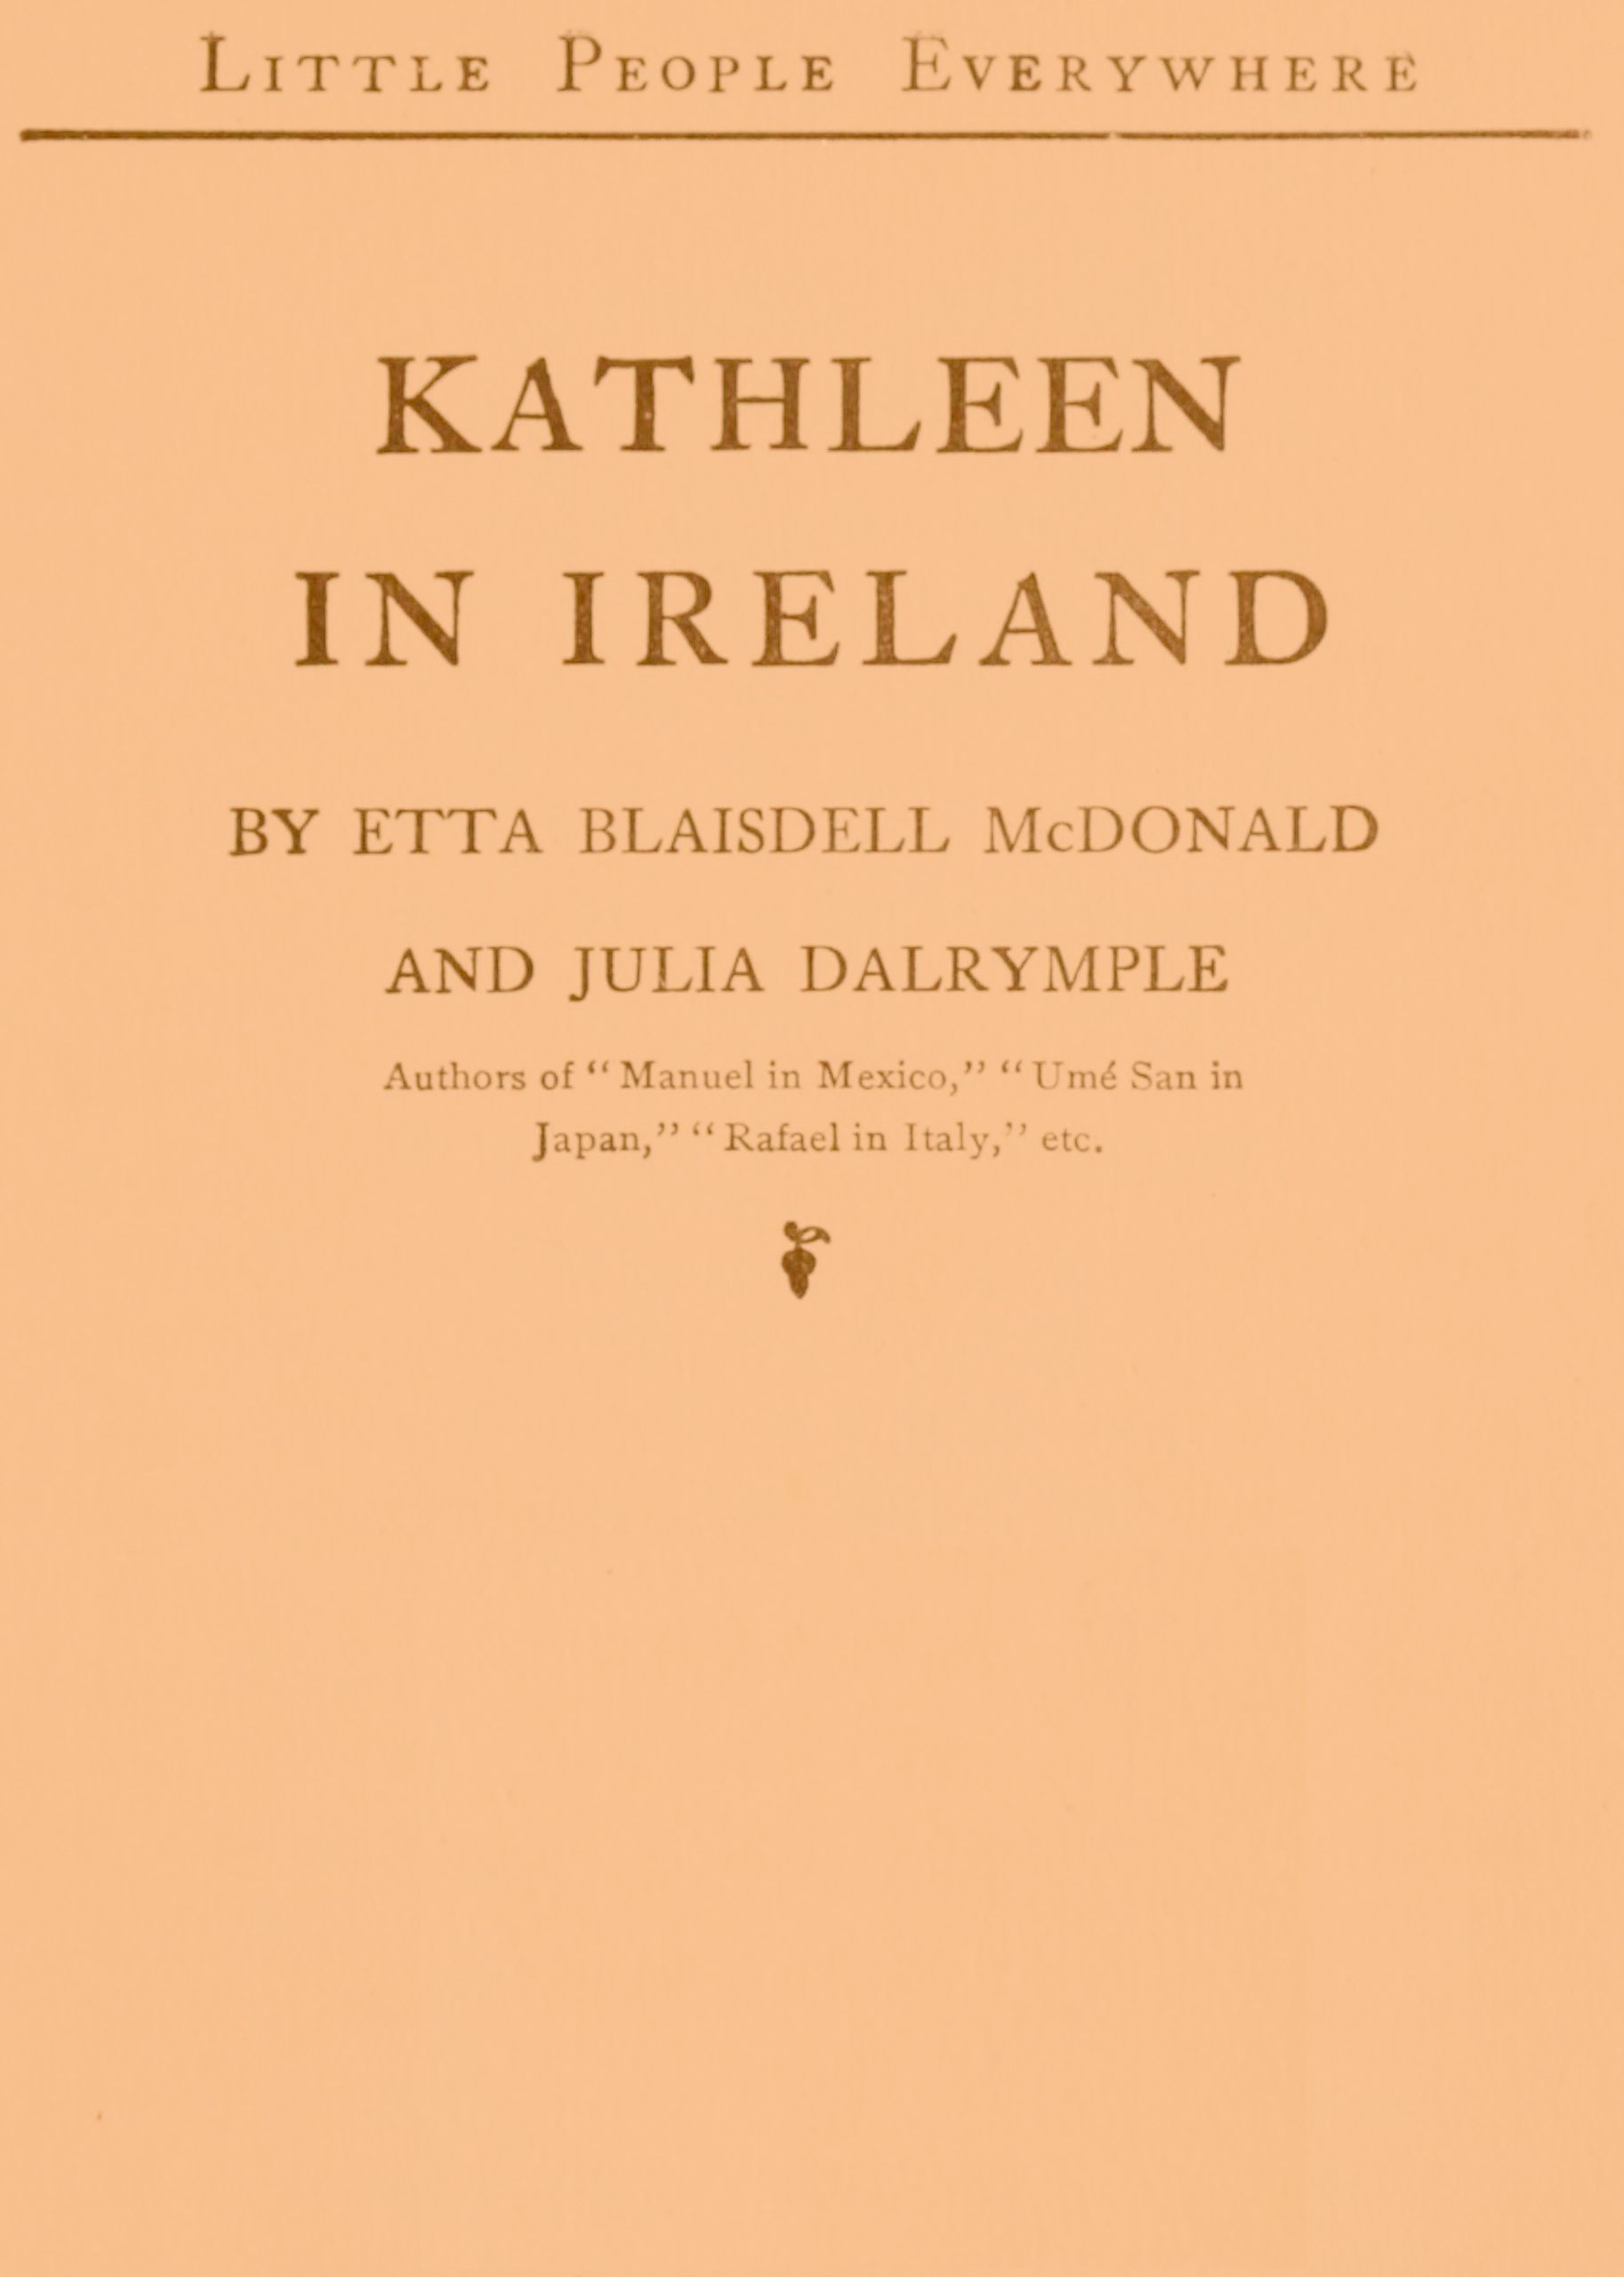 Little People Everywhere
KATHLEEN
IN IRELAND
BY ETTA BLAISDELL McDONALD
AND JULIA DALRYMPLE
Authors of “Manuel in Mexico,” “Umé San in
Japan,” “Rafael in Italy,” etc.